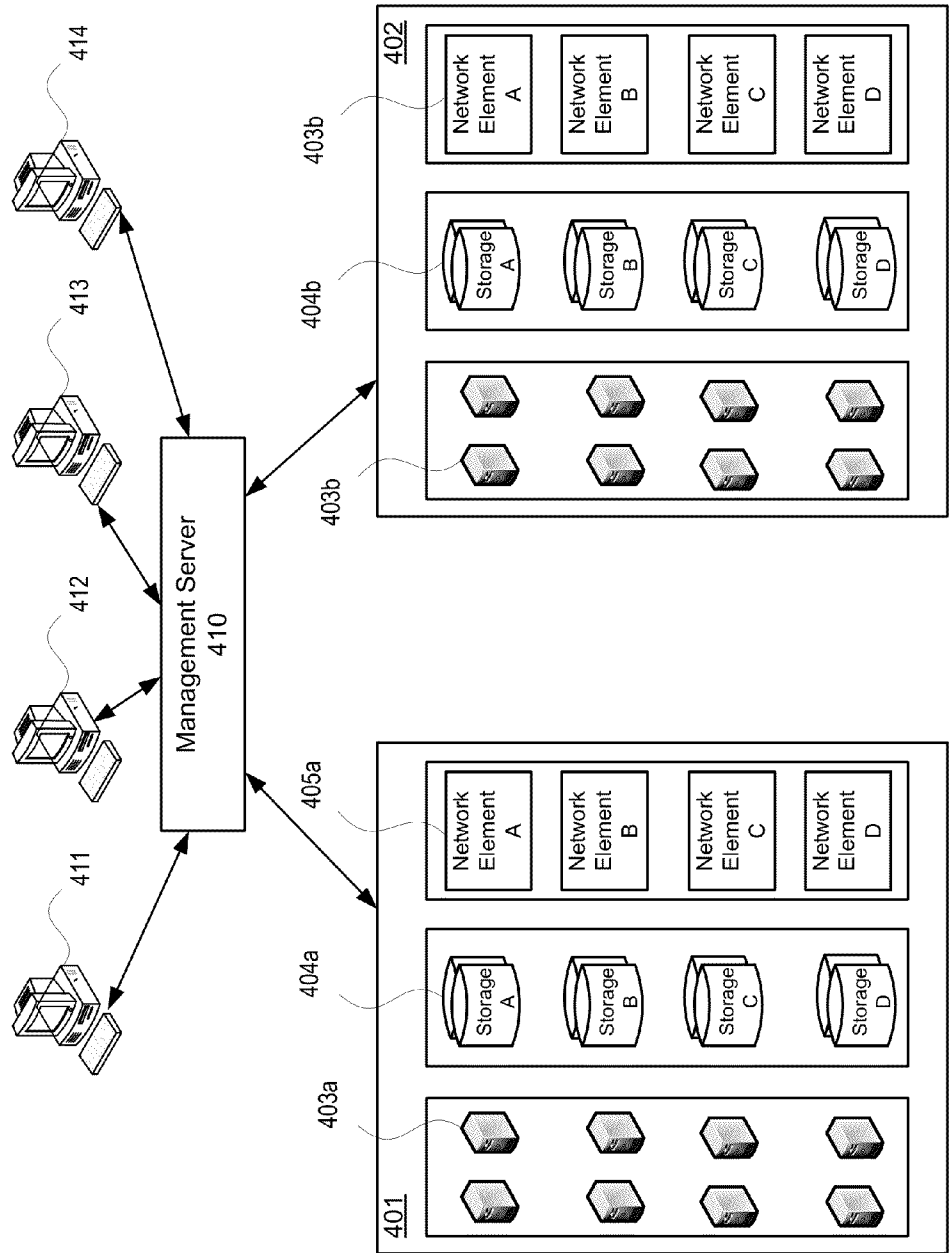 411
412
413
414
Management Server
410
401
403a
404a
405a
Storage
A
Storage
B
Storage
C
Storage
D
Network
Element
A
Network
Element
B
Network
Element
C
Network
Element
D
402
403b
404b
403b
Storage
A
Storage
B
Storage
C
Storage
D
Network
Element
A
Network
Element
B
Network
Element
C
Network
Element
D